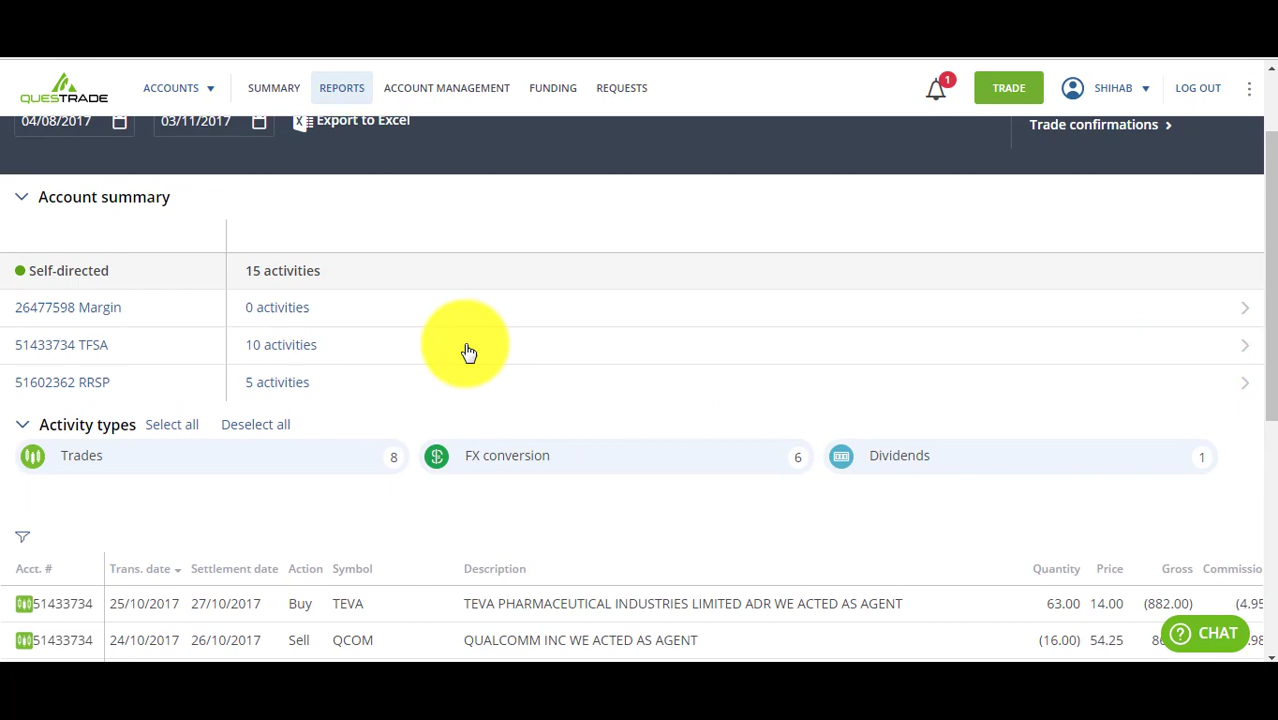 QUESTRADE ACCOUNTS SUMMARY REPORTS ACCOUNT MANAGEMENT FUNDING REQUESTS 1 TRADE SHIHAB LOG OUT
04/08/2017 03/11/2017 Export to Excel Trade confirmations
Account summary
Self-directed 15 activities
26477598 Margin 0 activities
51433734 TFSA 10 activities
51602362 RRSP 5 activities
Activity types Select all Deselect all
Trades 8 FX conversion 6 Dividends 1
Acct. # Trans. date Settlement date Action Symbol Description Quantity Price Gross
51433734 25/10/2017 27/10/2017 Buy TEVA TEVA PHARMACEUTICAL INDUSTRIES LIMITED ADR WE ACTED AS AGENT 63.00 14.00 (882.00)
51433734 24/10/2017 26/10/2017 Sell QCOM QUALCOMM INC WE ACTED AS AGENT (16.00) 54.25
CHAT